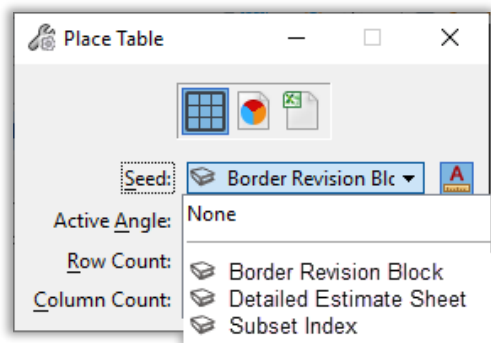 Place Table
Seed: Border Revision Blc
A
Active Angle:
None
Row Count:
Border Revision Block
Column Count:
Detailed Estimate Sheet
Subset Index